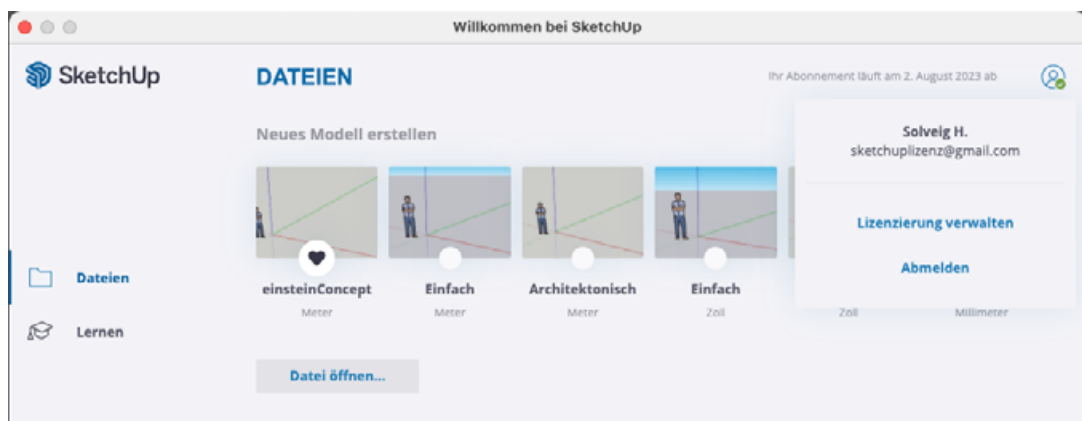 Willkommen bei SketchUp
SketchUp
DATEIEN
Ihr Abonnement läuft am 2. August 2023 ab
Neues Modell erstellen
Solveig H.
sketchuplizenz@gmail.com
Lizenzierung verwalten
Abmelden
Dateien
Lernen
einsteinConcept
Einfach
Architektonisch
Einfach
Meter
Meter
Meter
Zoll
Zoll
Millimeter
Datei öffnen...